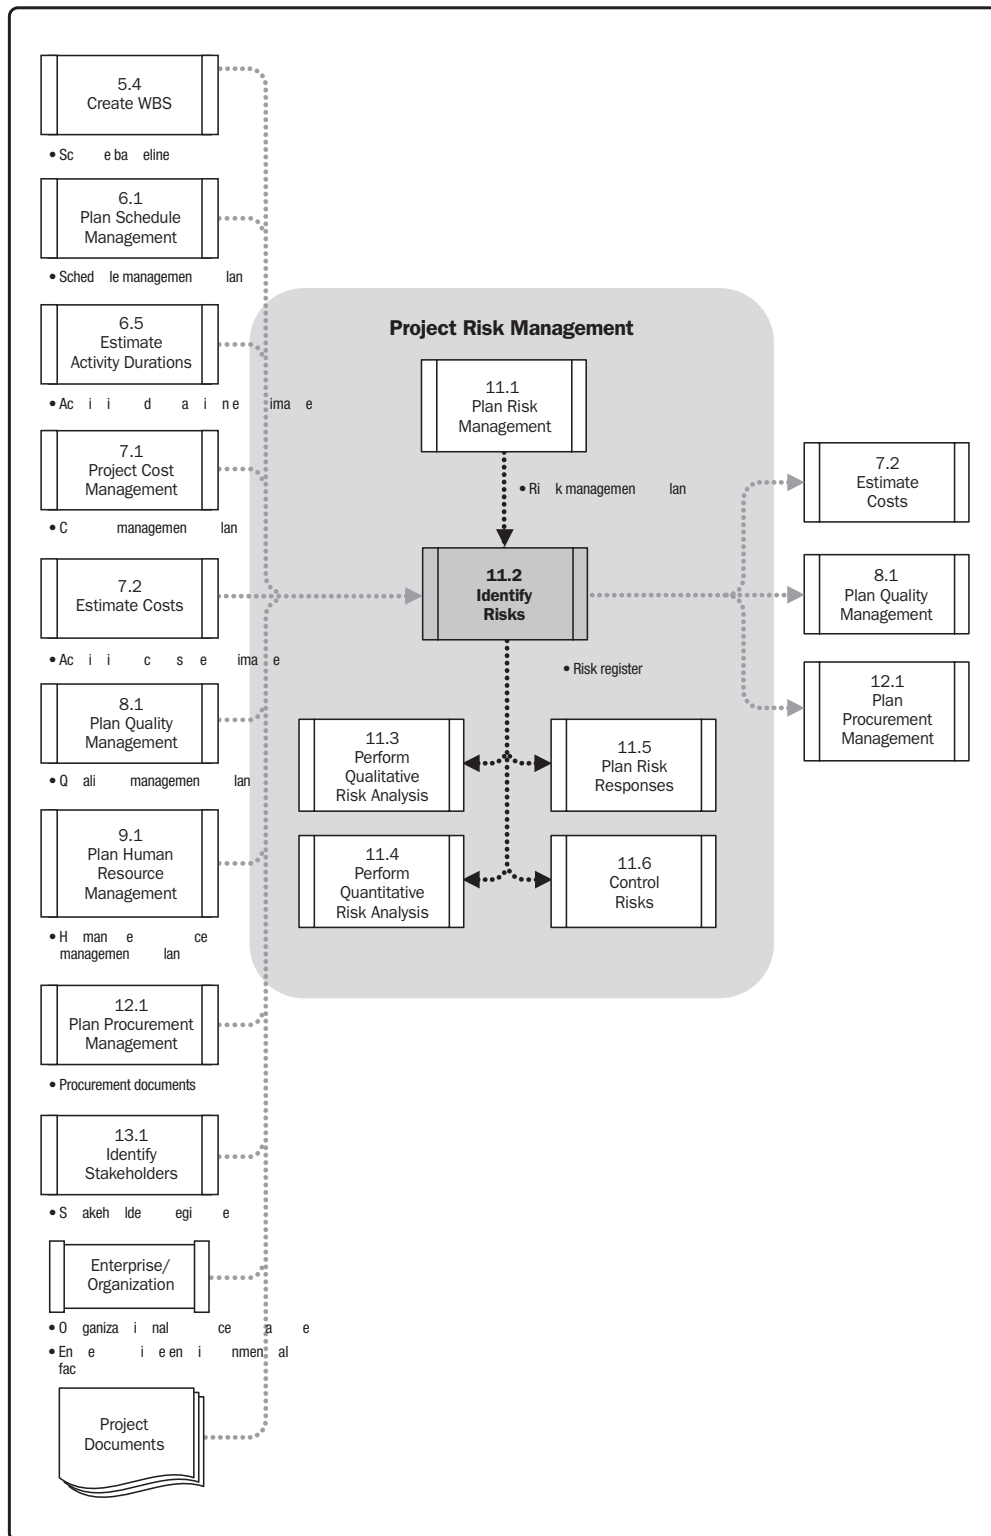 5.4
Create WBS
6.1
Plan Schedule
Management
6.5
Estimate
Activity Durations
7.1
Project Cost
Management
7.2
Estimate Costs
8.1
Plan Quality
Management
9.1
Plan Human
Resource
Management
12.1
Plan Procurement
Management
• Procurement documents
13.1
Identify
Stakeholders
Enterprise/
Organization
Project
Documents
Project Risk Management
11.1
Plan Risk
Management
11.2
Identify
Risks
• Risk register
11.3
Perform
Qualitative
Risk Analysis
11.5
Plan Risk
Responses
11.4
Perform
Quantitative
Risk Analysis
11.6
Control
Risks
7.2
Estimate
Costs
8.1
Plan Quality
Management
12.1
Plan
Procurement
Management